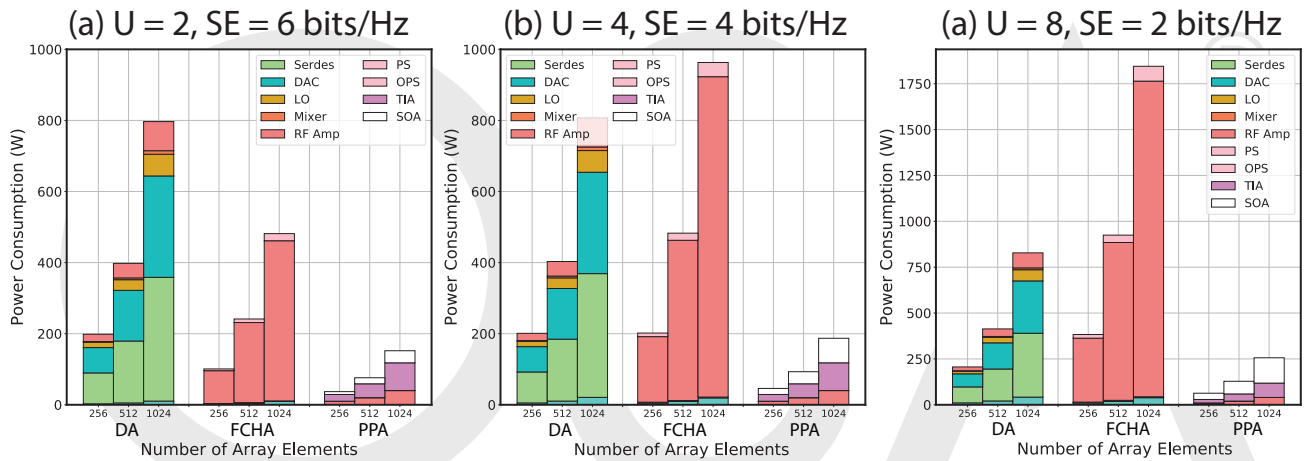 (a) U = 2, SE = 6 bits/Hz
Power Consumption (W)
1000
800
600
400
200
0
Serdes
DAC
LO
Mixer
RF Amp
PS
OPS
TIA
SOA
256 512 1024 256 512 1024 256 512 1024
DA FCHA PPA
Number of Array Elements
(b) U = 4, SE = 4 bits/Hz
Power Consumption (W)
1000
800
600
400
200
0
Serdes
DAC
LO
Mixer
RF Amp
PS
OPS
TIA
SOA
256 512 1024 256 512 1024 256 512 1024
DA FCHA PPA
Number of Array Elements
(a) U = 8, SE = 2 bits/Hz
Power Consumption (W)
1750
1500
1250
1000
750
500
250
0
Serdes
DAC
LO
Mixer
RF Amp
PS
OPS
TIA
SOA
256 512 1024 256 512 1024 256 512 1024
DA FCHA PPA
Number of Array Elements